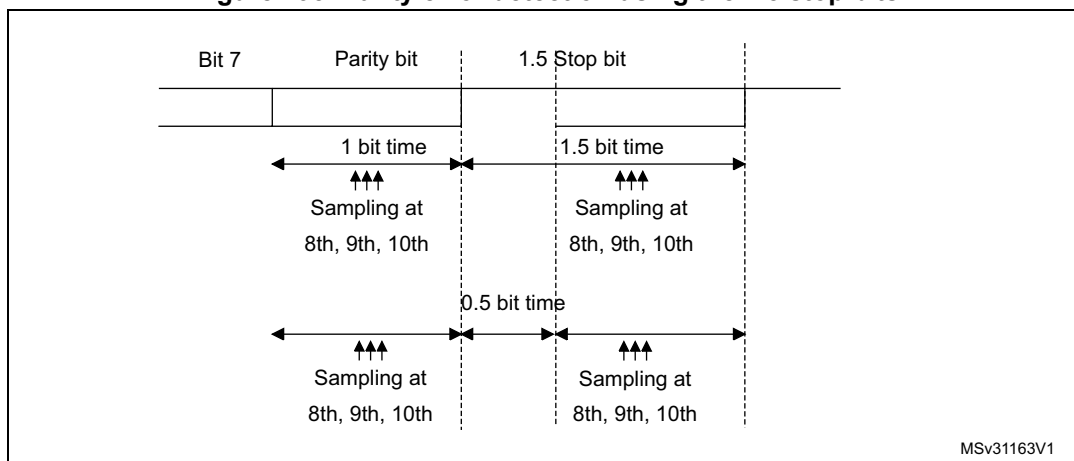 Bit 7 Parity bit 1.5 Stop bit
1 bit time 1.5 bit time
Sampling at Sampling at
8th, 9th, 10th 8th, 9th, 10th
0.5 bit time
Sampling at Sampling at
8th, 9th, 10th 8th, 9th, 10th
MSv31163V1